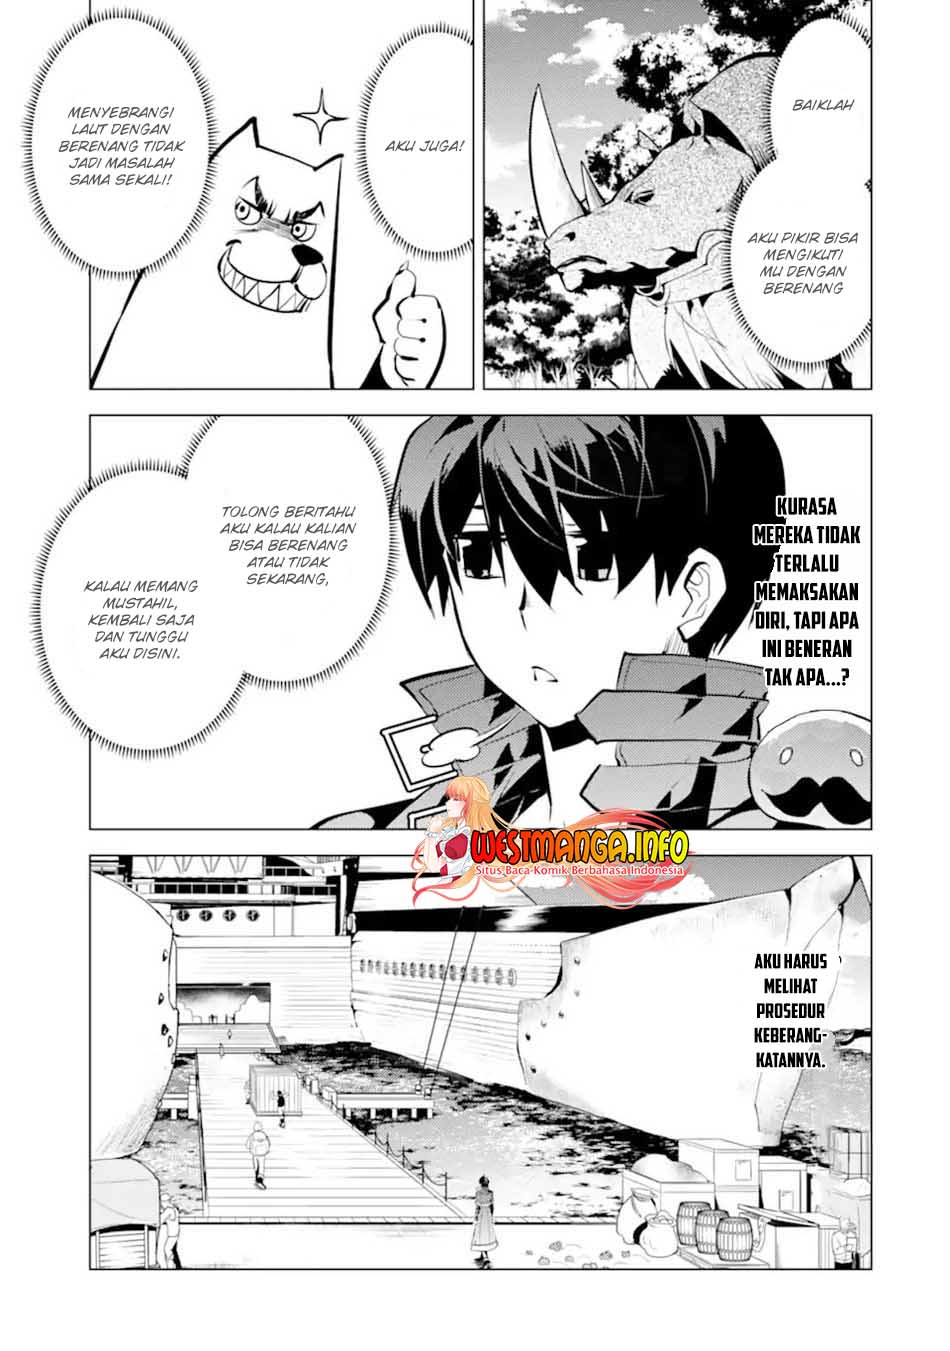 BAIKLAH
AKU PIKIR BISA
MENGIKUTI
MU DENGAN
BERENANG
AKU JUGA!
MENYEBRANGI
LAUT DENGAN
BERENANG TIDAK
JADI MASALAH
SAMA SEKALI!
KURASA
MEREKA TIDAK
TERLALU
MEMAKSAKAN
DIRI, TAPI APA
INI BENERAN
TAK APA...?
TOLONG BERITAHU
AKU KALAU KALIAN
BISA BERENANG
ATAU TIDAK
SEKARANG,
KALAU MEMANG
MUSTAHIL,
KEMBALI SAJA
DAN TUNGGU
AKU DISINI.
WESTMANGA.INFO
Situs Baca Komik Berbahasa Indonesia
AKU HARUS
MELIHAT
PROSEDUR
KEBERANG-
KATANNYA.